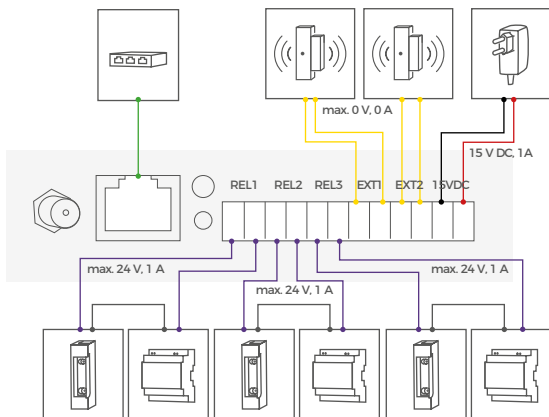 max. 0 V, 0 A
15 V DC, 1A
REL1 REL2 REL3 EXT1 EXT2 15VDC
max. 24 V, 1 A
max. 24 V, 1 A
max. 24 V, 1 A